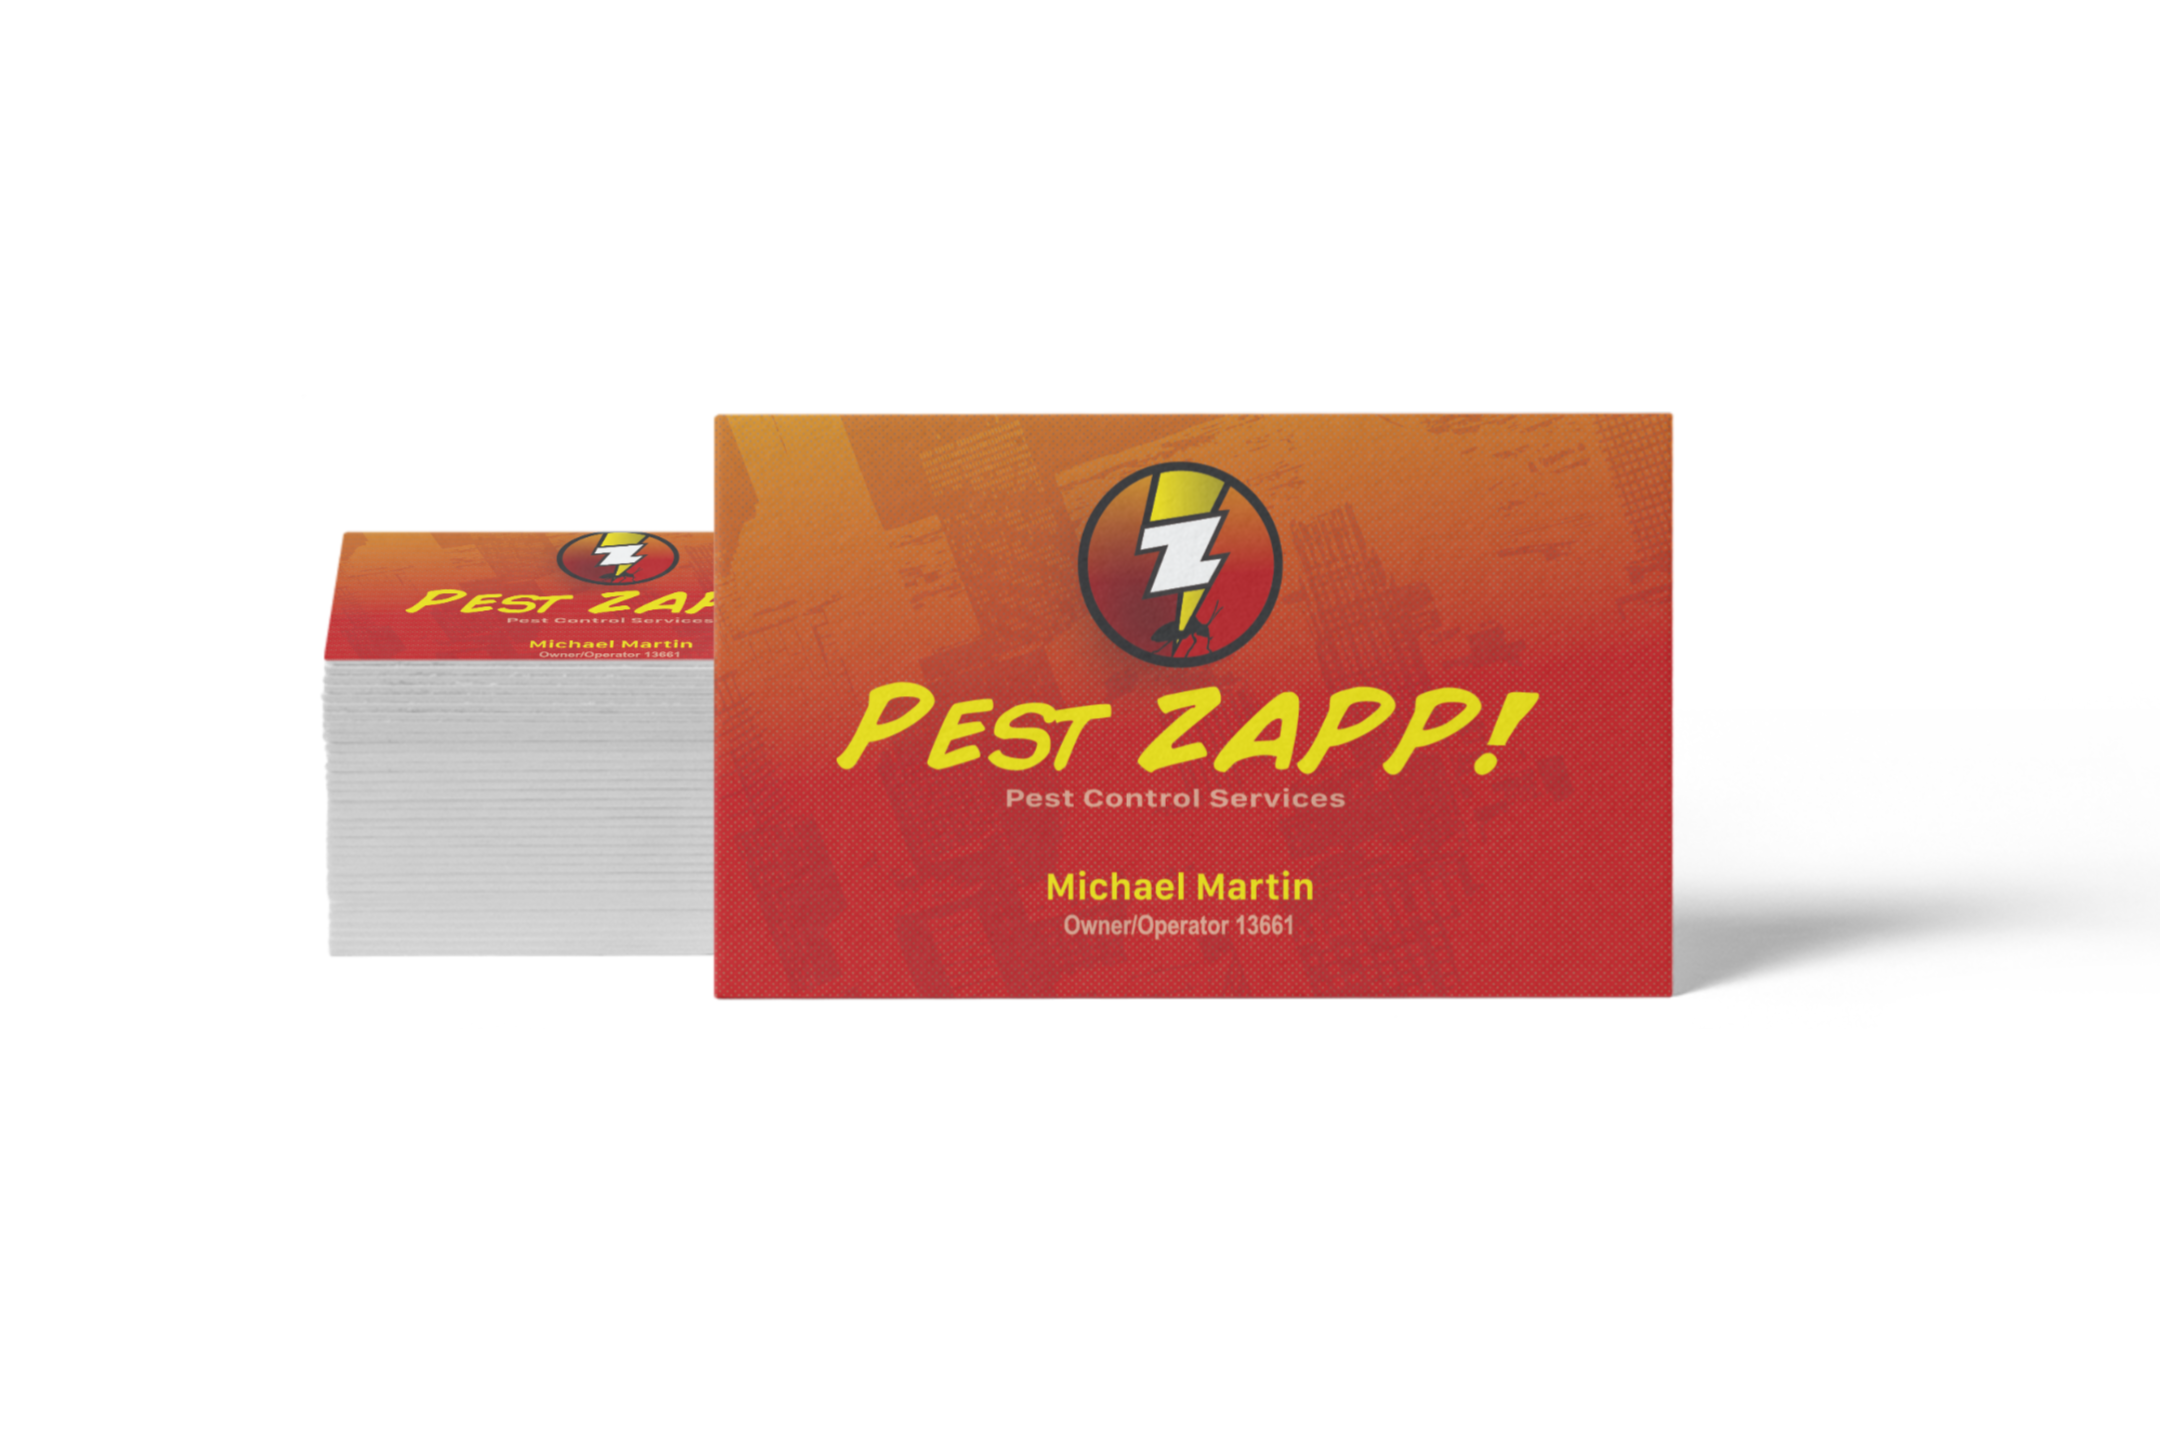 PEST ZAPP!
Pest Control Services
Michael Martin
Owner/Operator 13661
PEST ZAP
Pest Control Services
Michael Martin
Owner/Operator 13661